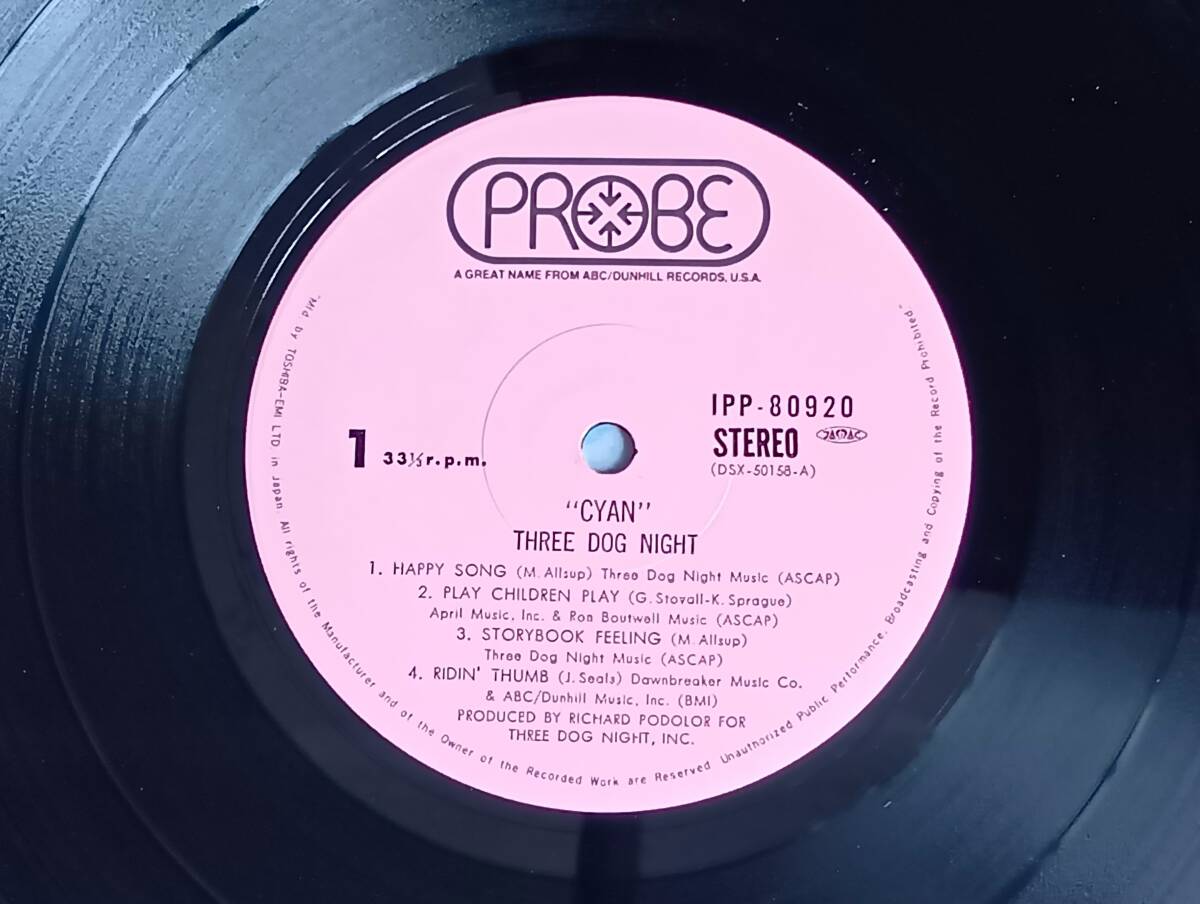 PROBE
A GREAT NAME FROM ABC/DUNHILL RECORDS, U.S.A.
IPP-80920
1 33⅓ r.p.m.
STEREO JASRAC
(DSX-50158-A)
"CYAN"
THREE DOG NIGHT
1. HAPPY SONG (M. Allsup) Three Dog Night Music (ASCAP)
2. PLAY CHILDREN PLAY (G. Stovall-K. Sprague)
April Music, Inc. & Ron Boutwell Music (ASCAP)
3. STORYBOOK FEELING (M. Allsup)
Three Dog Night Music (ASCAP)
4. RIDIN' THUMB (J. Seals) Dawnbreaker Music Co.
& ABC/Dunhill Music, Inc. (BMI)
PRODUCED BY RICHARD PODOLOR FOR
THREE DOG NIGHT, INC.
"Mfd. by TOSHIBA-EMI LTD in Japan. All rights of the Manufacturer and of the Owner of the Recorded Work are Reserved Unauthorized Public Performance, Broadcasting and Copying of the Record Prohibited".